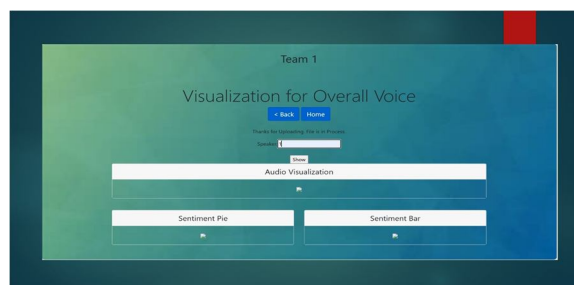 Team 1
Visualization for Overall Voice
< Back Home
Thanks for Uploading. File is in Process.
Speaker: 1
Show
Audio Visualization
Sentiment Pie Sentiment Bar